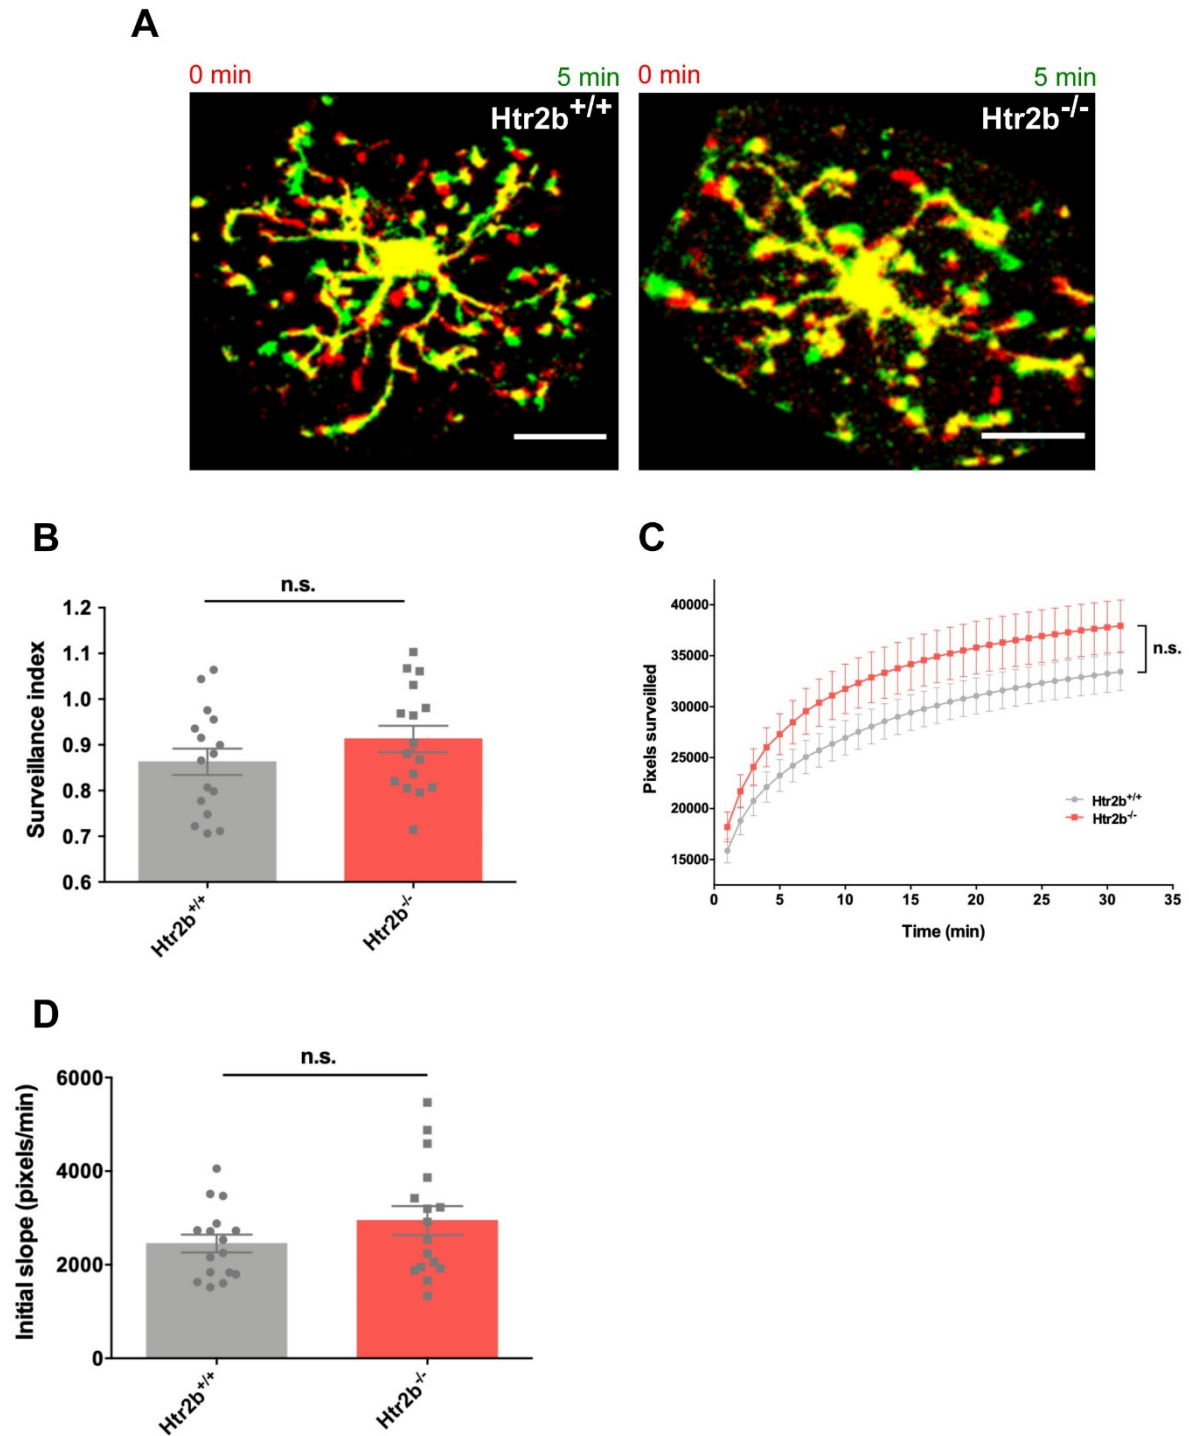 A
0 min 5 min 0 min 5 min
Htr2b+/+ Htr2b-/-
B
n.s.
Surveillance index
1.2
1.1
1.0
0.9
0.8
0.7
0.6
Htr2b+/+ Htr2b-/-
C
Pixels surveilled
40000
35000
30000
25000
20000
15000
n.s.
Htr2b+/+
Htr2b-/-
0 5 10 15 20 25 30 35
Time (min)
D
n.s.
Initial slope (pixels/min)
6000
4000
2000
0
Htr2b+/+ Htr2b-/-